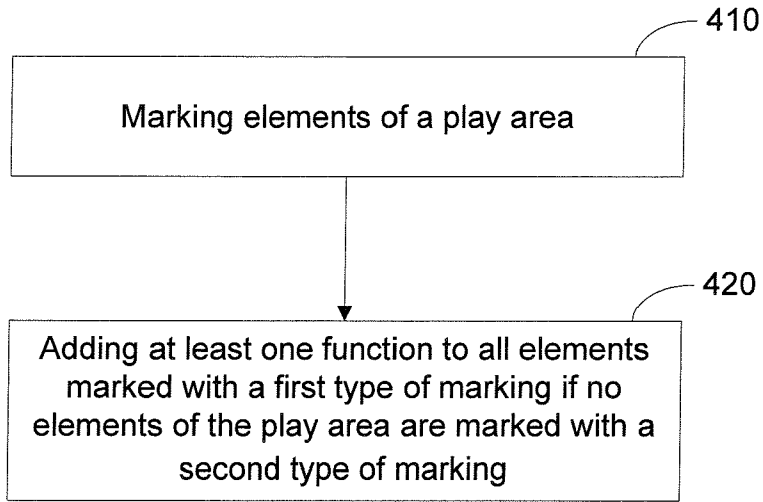 410
Marking elements of a play area
420
Adding at least one function to all elements
marked with a first type of marking if no
elements of the play area are marked with a
second type of marking